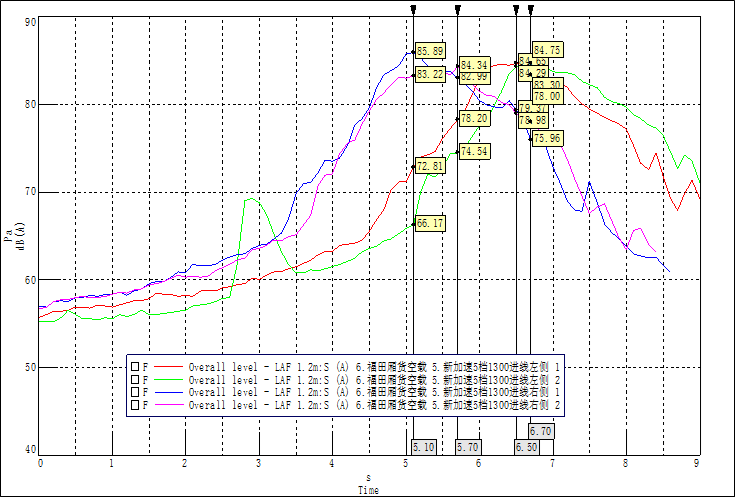 90
80
70
60
50
40
Pa
dB(A)
85.89
83.22
72.81
66.17
84.34
82.99
78.20
74.54
84.63
84.29
79.37
78.98
84.75
83.30
78.00
75.96
F Overall level - LAF 1.2m:S (A) 6.福田厢货空载 5.新加速5档1300进线左侧 1
F Overall level - LAF 1.2m:S (A) 6.福田厢货空载 5.新加速5档1300进线左侧 2
F Overall level - LAF 1.2m:S (A) 6.福田厢货空载 5.新加速5档1300进线右侧 1
F Overall level - LAF 1.2m:S (A) 6.福田厢货空载 5.新加速5档1300进线右侧 2
5.10
5.70
6.50
6.70
0 1 2 3 4 5 6 7 8 9
s
Time